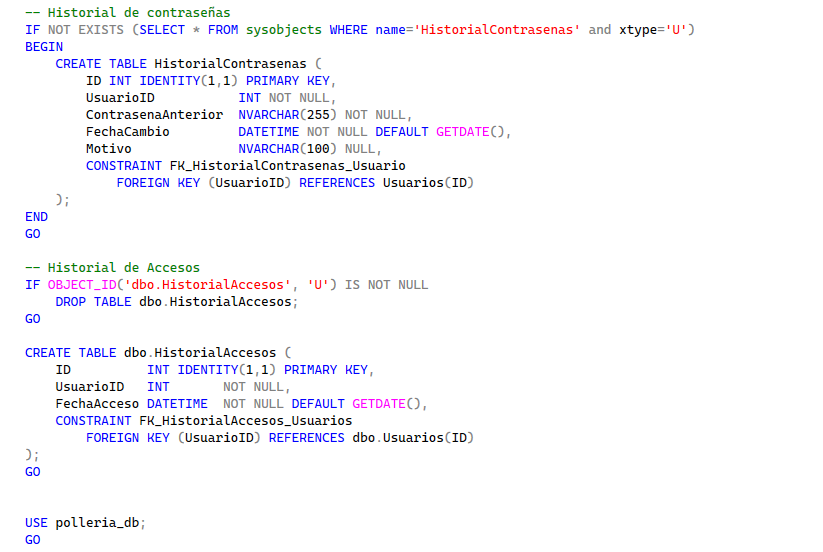 -- Historial de contraseñas
IF NOT EXISTS (SELECT * FROM sysobjects WHERE name='HistorialContrasenas' and xtype='U')
BEGIN
    CREATE TABLE HistorialContrasenas (
        ID INT IDENTITY(1,1) PRIMARY KEY,
        UsuarioID           INT NOT NULL,
        ContrasenaAnterior  NVARCHAR(255) NOT NULL,
        FechaCambio         DATETIME NOT NULL DEFAULT GETDATE(),
        Motivo              NVARCHAR(100) NULL,
        CONSTRAINT FK_HistorialContrasenas_Usuario
            FOREIGN KEY (UsuarioID) REFERENCES Usuarios(ID)
    );
END
GO

-- Historial de Accesos
IF OBJECT_ID('dbo.HistorialAccesos', 'U') IS NOT NULL
    DROP TABLE dbo.HistorialAccesos;
GO

CREATE TABLE dbo.HistorialAccesos (
    ID          INT IDENTITY(1,1) PRIMARY KEY,
    UsuarioID   INT       NOT NULL,
    FechaAcceso DATETIME  NOT NULL DEFAULT GETDATE(),
    CONSTRAINT FK_HistorialAccesos_Usuarios
        FOREIGN KEY (UsuarioID) REFERENCES dbo.Usuarios(ID)
);
GO


USE polleria_db;
GO